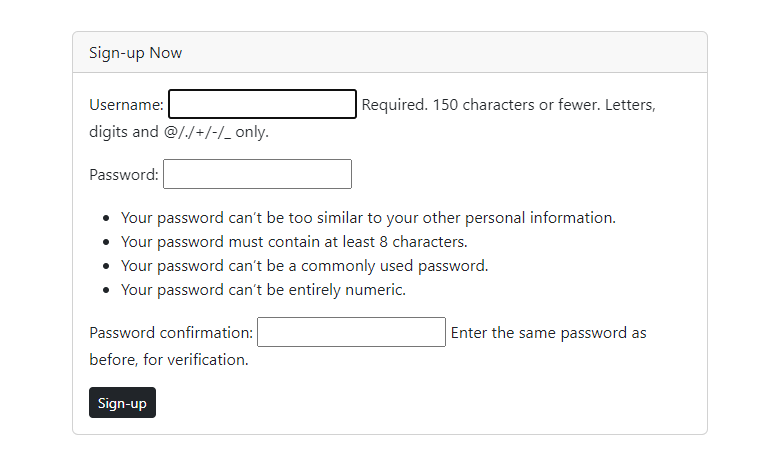 Sign-up Now
Username: Required. 150 characters or fewer. Letters,
digits and @/./+/-/_ only.
Password:
Your password can't be too similar to your other personal information.
Your password must contain at least 8 characters.
Your password can't be a commonly used password.
Your password can't be entirely numeric.
Password confirmation: Enter the same password as
before, for verification.
Sign-up